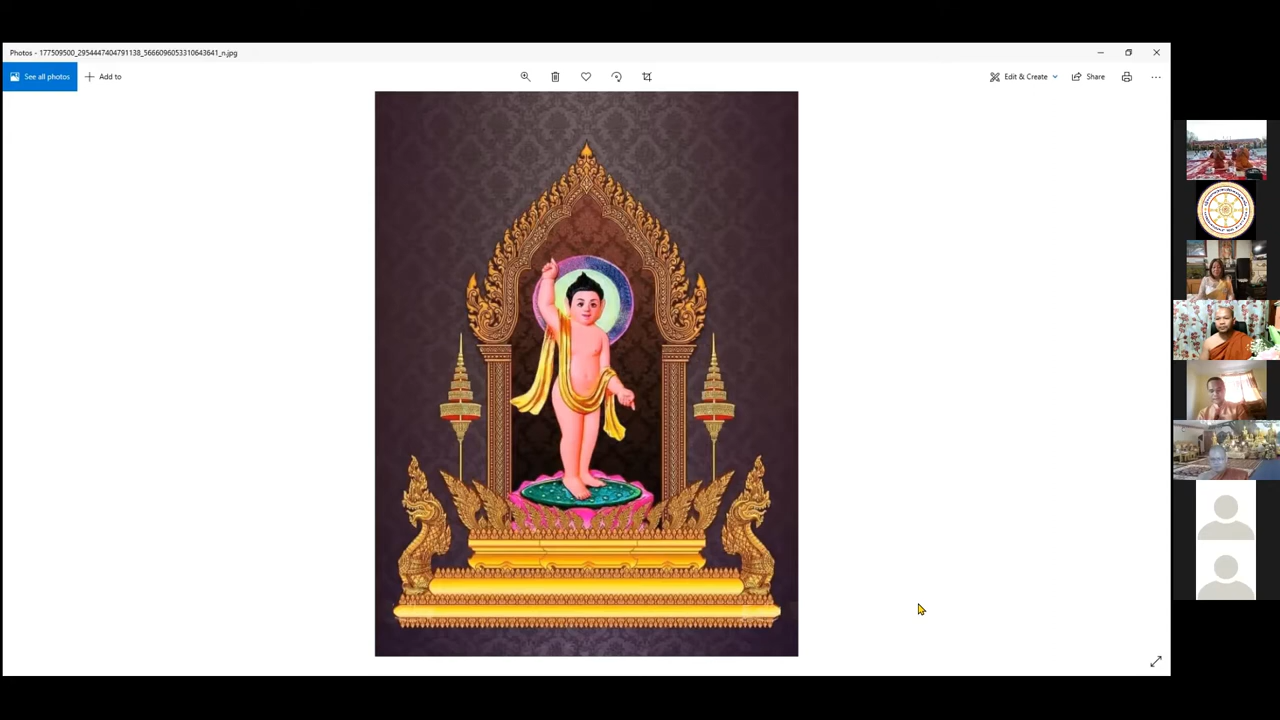 Photos - 177509500_2954447404791138_5666096053310643641_n.jpg
See all photos
Add to
Edit & Create
Share